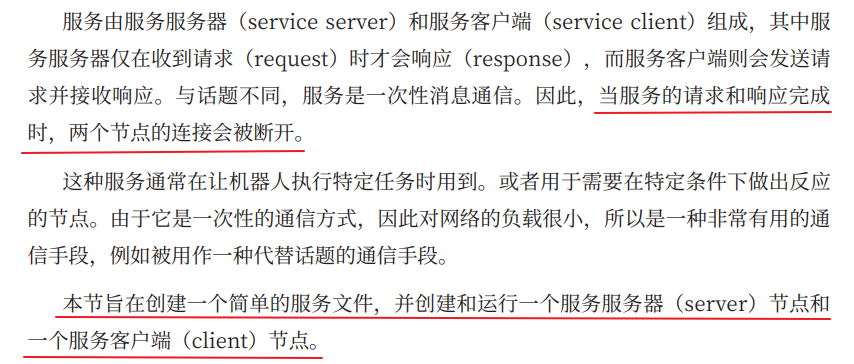 服务由服务服务器（service server）和服务客户端（service client）组成，其中服
务服务器仅在收到请求（request）时才会响应（response），而服务客户端则会发送请
求并接收响应。与话题不同，服务是一次性消息通信。因此，当服务的请求和响应完成
时，两个节点的连接会被断开。
这种服务通常在让机器人执行特定任务时用到。或者用于需要在特定条件下做出反应
的节点。由于它是一次性的通信方式，因此对网络的负载很小，所以是一种非常有用的通
信手段，例如被用作一种代替话题的通信手段。
本节旨在创建一个简单的服务文件，并创建和运行一个服务服务器（server）节点和
一个服务客户端（client）节点。